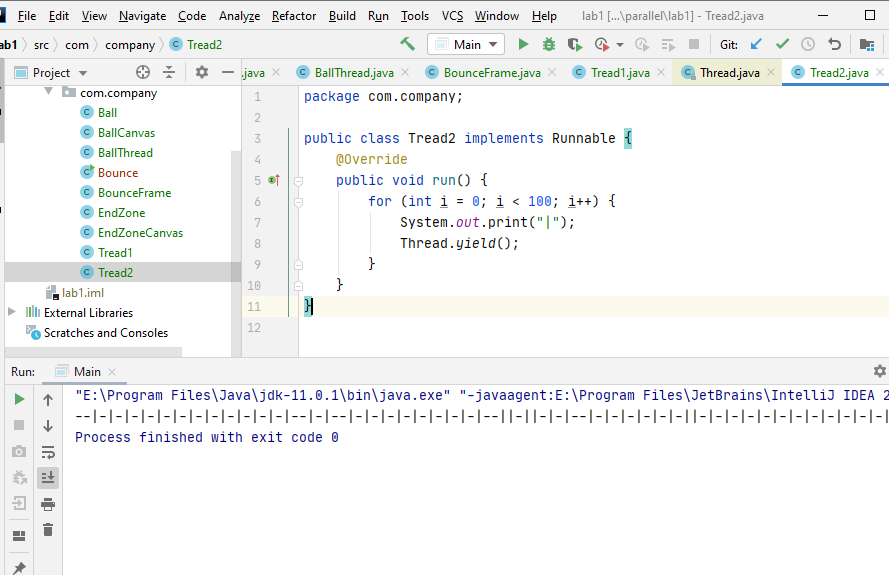 File Edit View Navigate Code Analyze Refactor Build Run Tools VCS Window Help lab1 [...\parallel\lab1] - Tread2.java
ab1 src com company Tread2 Main Git:
Project .java BallThread.java BounceFrame.java Tread1.java Thread.java Tread2.java
com.company
Ball
BallCanvas
BallThread
Bounce
BounceFrame
EndZone
EndZoneCanvas
Tread1
Tread2
lab1.iml
External Libraries
Scratches and Consoles
1 package com.company;
2
3 public class Tread2 implements Runnable {
4 @Override
5 public void run() {
6 for (int i = 0; i < 100; i++) {
7 System.out.print("|");
8 Thread.yield();
9 }
10 }
11 }
12
Run: Main
"E:\Program Files\Java\jdk-11.0.1\bin\java.exe" "-javaagent:E:\Program Files\JetBrains\IntelliJ IDEA 2
Process finished with exit code 0